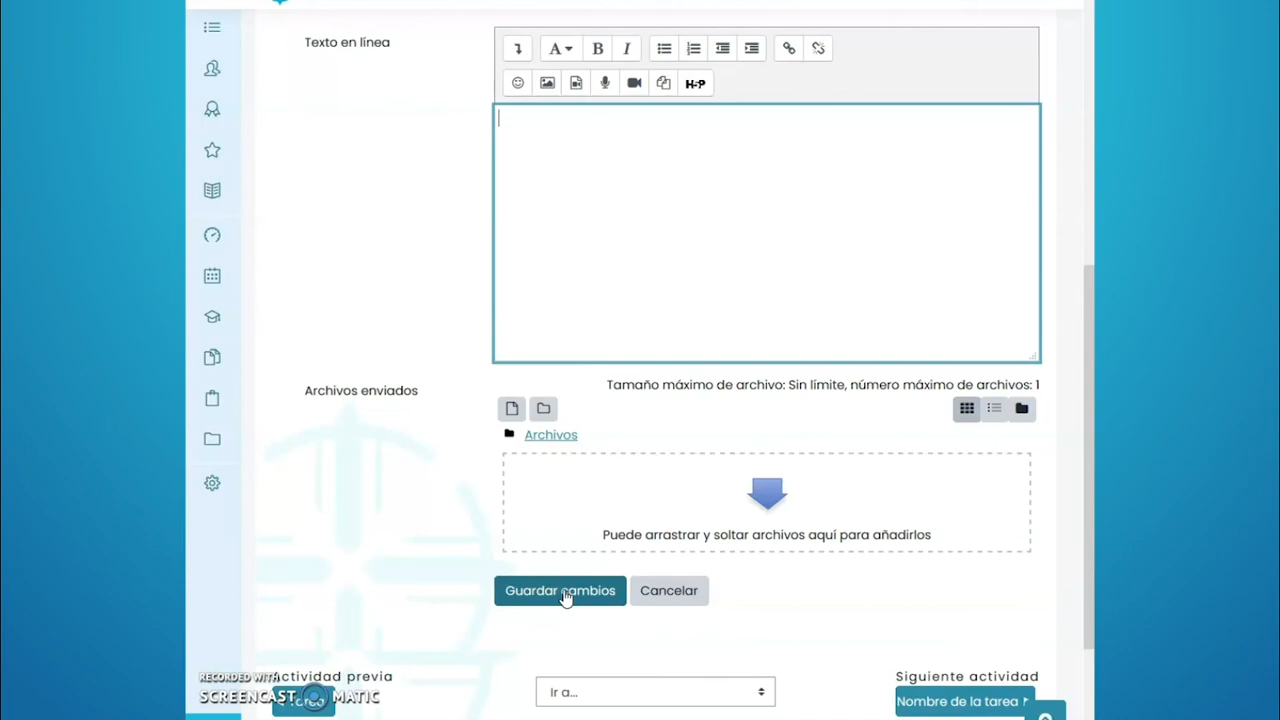 Texto en línea
A B I
H-P
Archivos enviados
Tamaño máximo de archivo: Sin límite, número máximo de archivos: 1
Archivos
Puede arrastrar y soltar archivos aquí para añadirlos
Guardar cambios
Cancelar
Actividad previa
Siguiente actividad
RECORDED WITH
SCREENCAST MATIC
Tarea
Ir a...
Nombre de la tarea